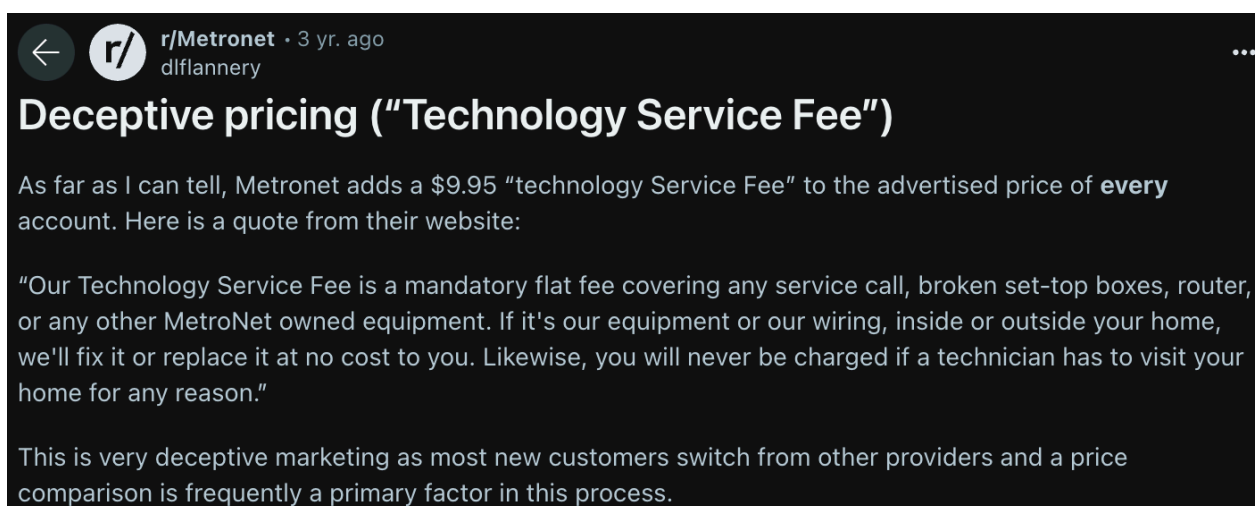 r/Metronet • 3 yr. ago
dlflannery
Deceptive pricing (“Technology Service Fee”)
As far as I can tell, Metronet adds a $9.95 “technology Service Fee” to the advertised price of every
account. Here is a quote from their website:
“Our Technology Service Fee is a mandatory flat fee covering any service call, broken set-top boxes, router,
or any other MetroNet owned equipment. If it's our equipment or our wiring, inside or outside your home,
we'll fix it or replace it at no cost to you. Likewise, you will never be charged if a technician has to visit your
home for any reason.”
This is very deceptive marketing as most new customers switch from other providers and a price
comparison is frequently a primary factor in this process.